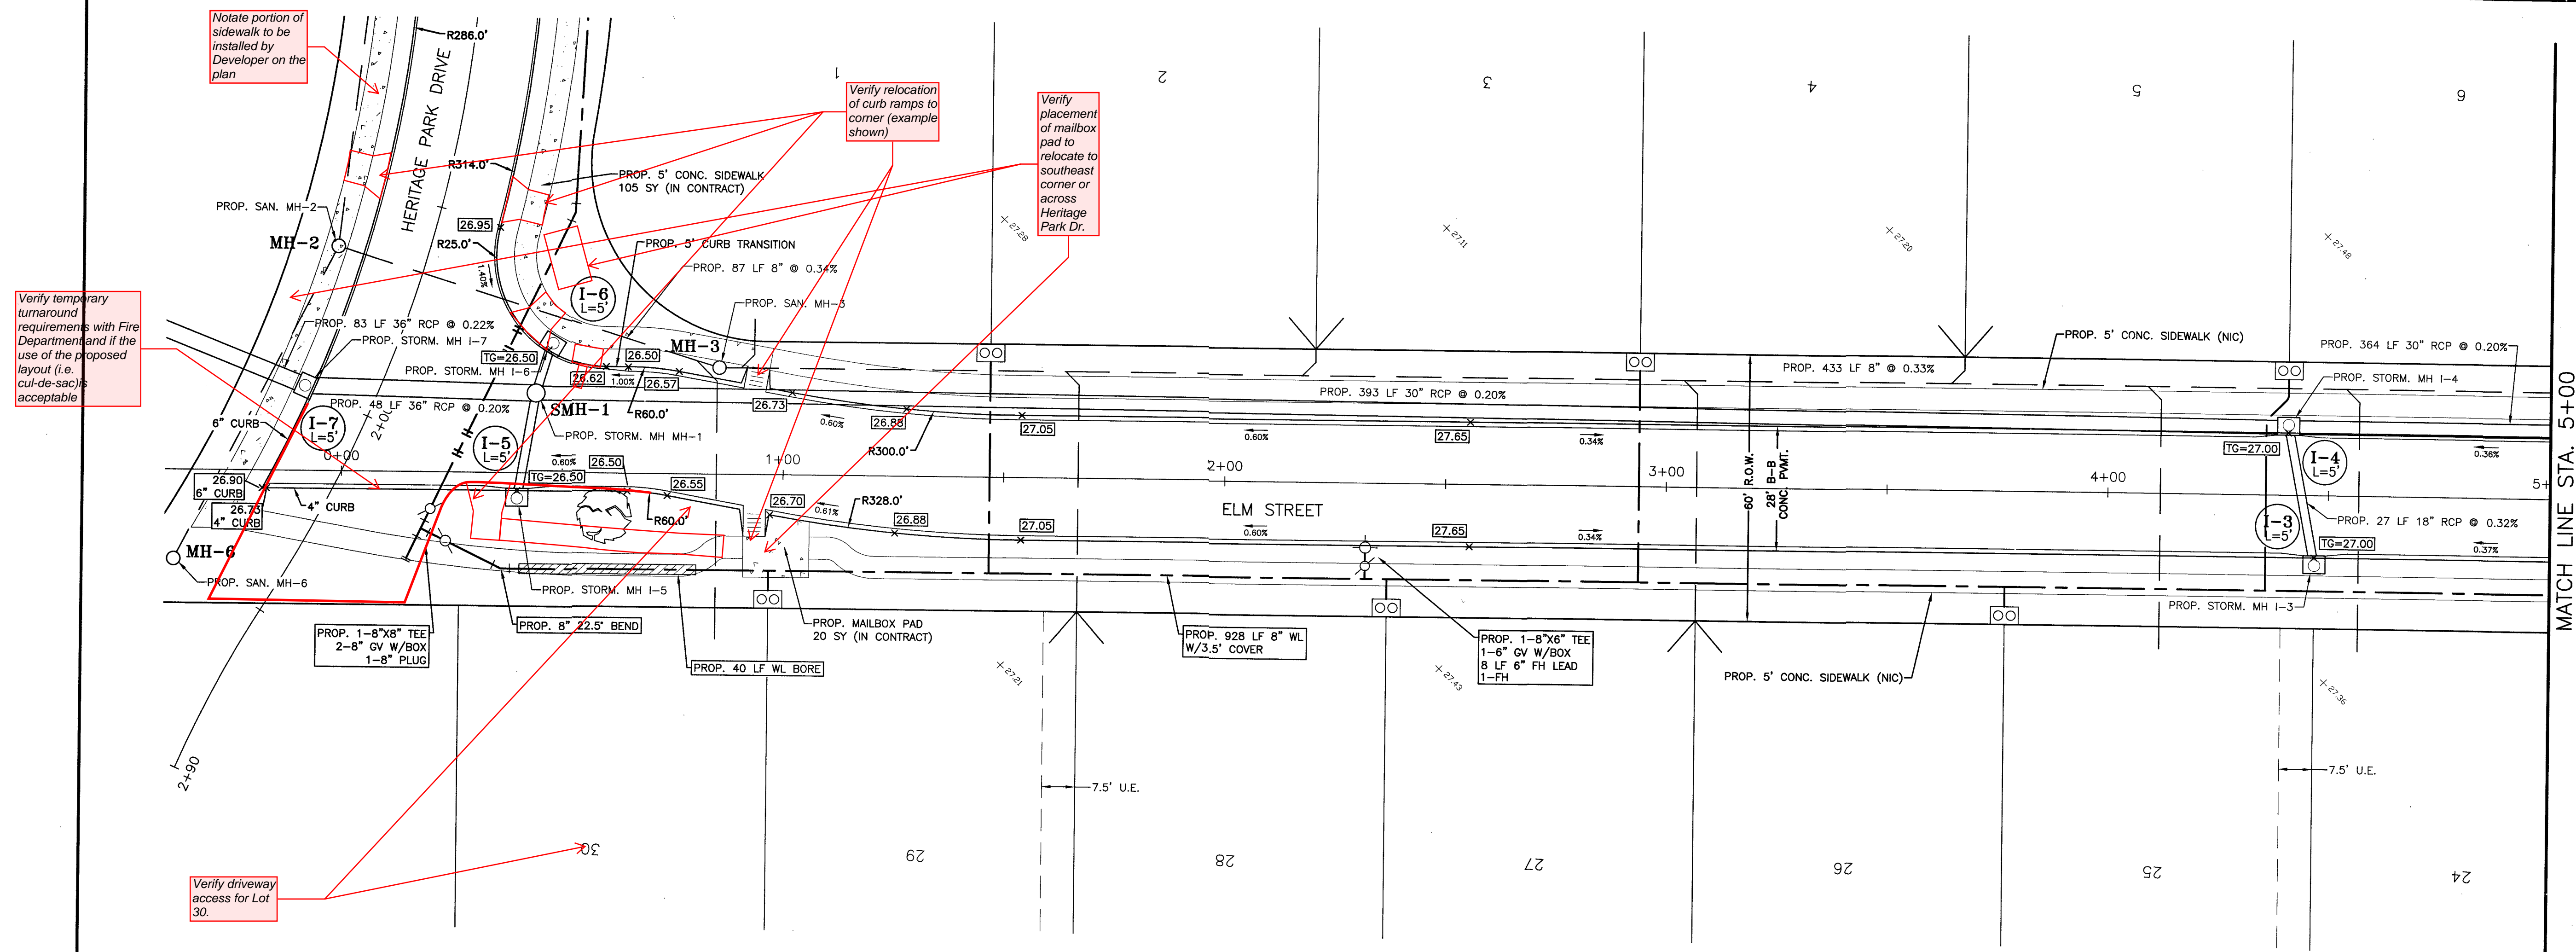 Notate portion of
sidewalk to be
installed by
Developer on the
plan
R286.0'
HERITAGE PARK DRIVE
1
2
3
4
5
6
Verify relocation
of curb ramps to
corner (example
shown)
Verify
placement
of mailbox
pad to
relocate to
southeast
corner or
across
Heritage
Park Dr.
R314.0'
PROP. 5' CONC. SIDEWALK
105 SY (IN CONTRACT)
PROP. SAN. MH-2
MH-2
26.95
R25.0'
1.40%
PROP. 5' CURB TRANSITION
PROP. 87 LF 8" @ 0.34%
27.28
27.11
27.20
27.48
I-6
L=5'
PROP. SAN. MH-3
Verify temporary
turnaround
requirements with Fire
Department and if the
use of the proposed
layout (i.e.
cul-de-sac)is
acceptable
PROP. 83 LF 36" RCP @ 0.22%
PROP. STORM. MH I-7
TG=26.50
PROP. STORM. MH I-6
MH-3
26.50
26.62
1.00%
26.57
PROP. 5' CONC. SIDEWALK (NIC)
PROP. 364 LF 30" RCP @ 0.20%
PROP. 433 LF 8" @ 0.33%
PROP. STORM. MH I-4
PROP. 393 LF 30" RCP @ 0.20%
PROP. 48 LF 36" RCP @ 0.20%
SMH-1
R60.0'
26.73
26.88
27.05
27.65
0.60%
0.60%
0.34%
R300.0'
6" CURB
I-7
L=5'
2+00
0+00
I-5
L=5'
PROP. STORM. MH MH-1
0.60%
26.50
TG=26.50
1+00
2+00
3+00
4+00
5+
60' R.O.W.
28' B-B
CONC. PVMT.
TG=27.00
I-4
L=5'
0.36%
MATCH LINE STA. 5+00
26.90
6" CURB
26.73
4" CURB
4" CURB
26.55
26.70
0.61%
R328.0'
R60.0'
26.88
27.05
ELM STREET
0.60%
27.65
0.34%
I-3
L=5'
PROP. 27 LF 18" RCP @ 0.32%
TG=27.00
0.37%
MH-6
PROP. SAN. MH-6
PROP. STORM. MH I-5
PROP. STORM. MH I-3
PROP. 1-8"X8" TEE
2-8" GV W/BOX
1-8" PLUG
PROP. 8" 22.5' BEND
PROP. MAILBOX PAD
20 SY (IN CONTRACT)
PROP. 40 LF WL BORE
PROP. 928 LF 8" WL
W/3.5' COVER
PROP. 1-8"X6" TEE
1-6" GV W/BOX
8 LF 6" FH LEAD
1-FH
PROP. 5' CONC. SIDEWALK (NIC)
27.21
27.43
27.36
2+90
7.5' U.E.
7.5' U.E.
30
29
28
27
26
25
24
Verify driveway
access for Lot
30.